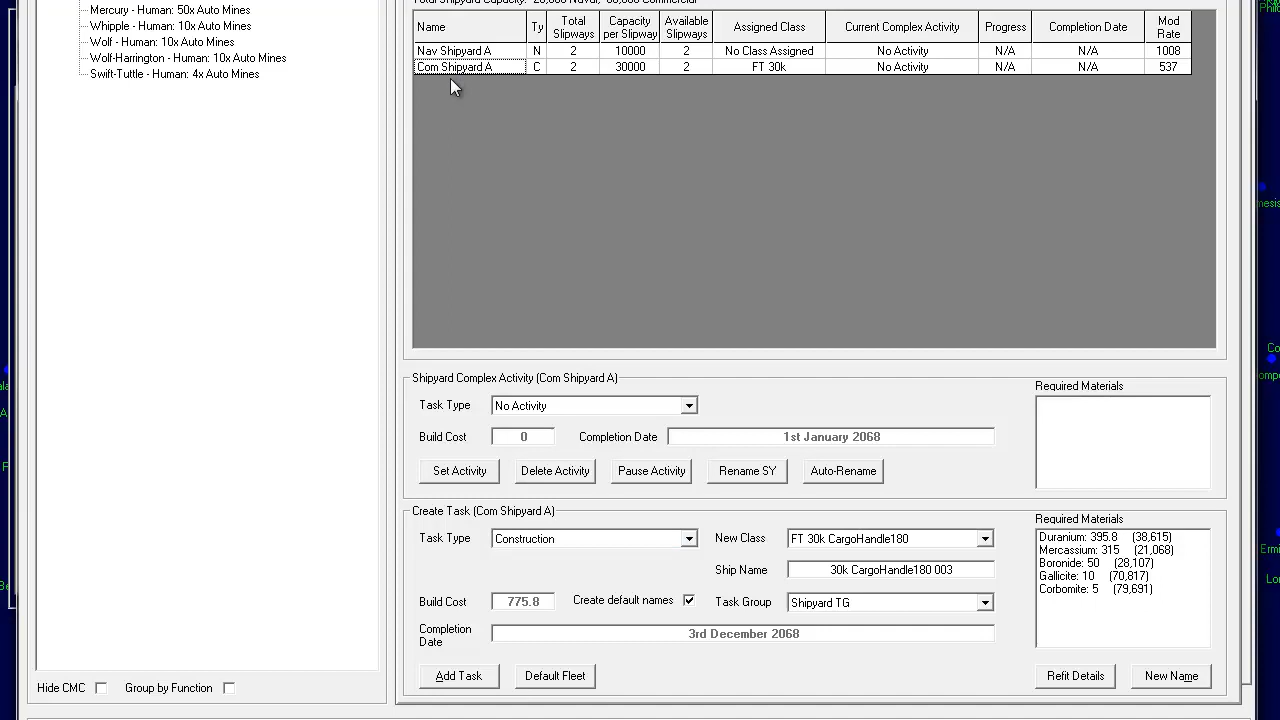 Mercury - Human: 50x Auto Mines
Whipple - Human: 10x Auto Mines
Wolf - Human: 10x Auto Mines
Wolf-Harrington - Human: 10x Auto Mines
Swift-Tuttle - Human: 4x Auto Mines
Hide CMC
Group by Function
Name Ty Total Slipways Capacity per Slipway Available Slipways Assigned Class Current Complex Activity Progress Completion Date Mod Rate
Nav Shipyard A N 2 10000 2 No Class Assigned No Activity N/A N/A 1008
Com Shipyard A C 2 30000 2 FT 30k No Activity N/A N/A 537
Shipyard Complex Activity (Com Shipyard A)
Task Type No Activity
Build Cost 0 Completion Date 1st January 2068
Set Activity Delete Activity Pause Activity Rename SY Auto-Rename
Required Materials
Create Task (Com Shipyard A)
Task Type Construction New Class FT 30k CargoHandle180
Ship Name 30k CargoHandle180 003
Build Cost 775.8 Create default names Task Group Shipyard TG
Completion Date 3rd December 2068
Add Task Default Fleet
Required Materials
Duranium: 395.8 (38,615)
Mercassium: 315 (21,068)
Boronide: 50 (28,107)
Gallicite: 10 (70,817)
Corbomite: 5 (79,691)
Refit Details New Name